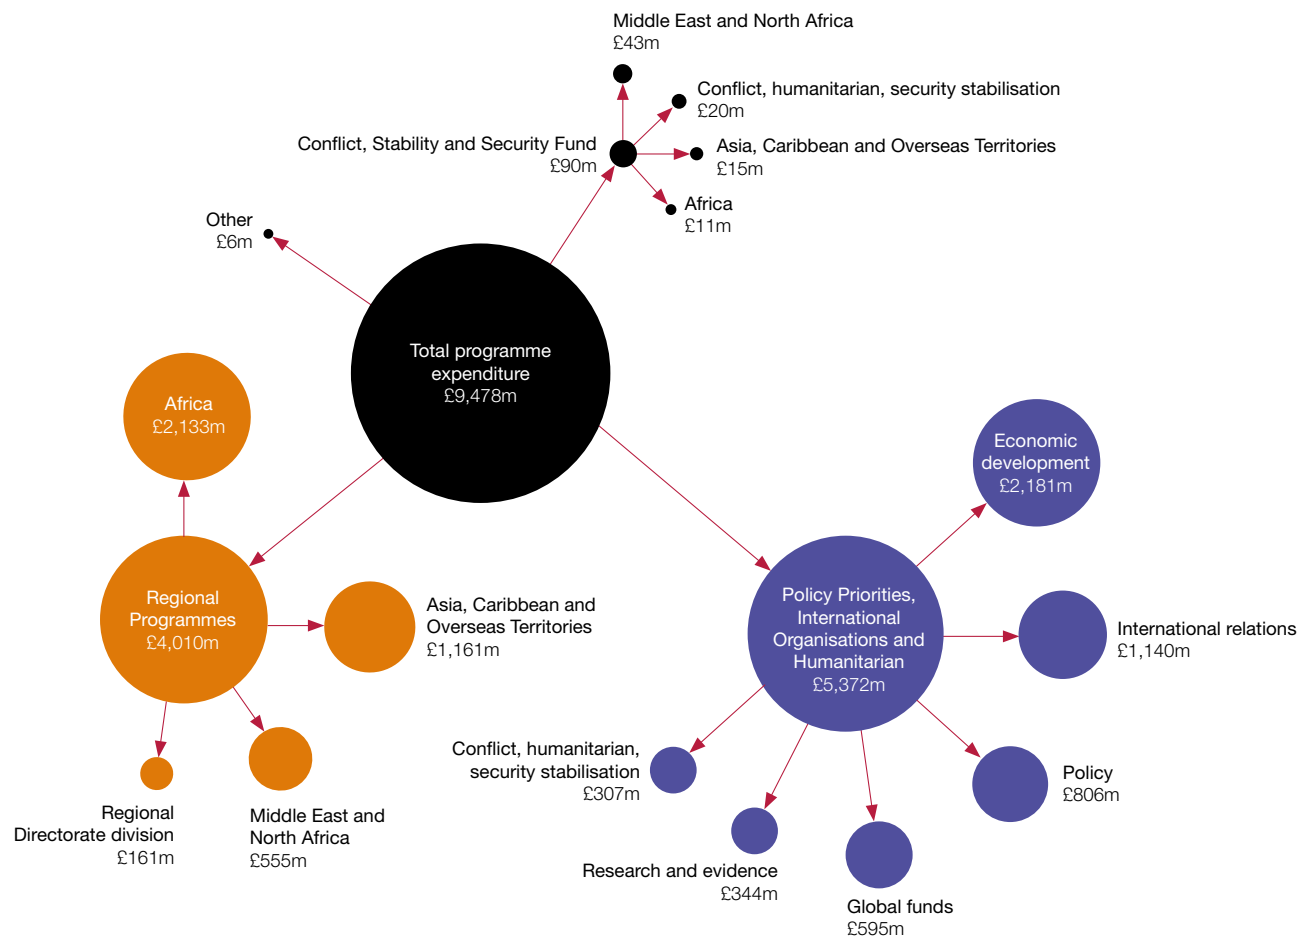 Middle East and North Africa
£43m
Conflict, humanitarian, security stabilisation
£20m
Conflict, Stability and Security Fund
£90m
Asia, Caribbean and Overseas Territories
£15m
Africa
£11m
Other
£6m
Total programme
expenditure
£9,478m
Africa
£2,133m
Economic
development
£2,181m
Regional
Programmes
£4,010m
Asia, Caribbean and
Overseas Territories
£1,161m
Policy Priorities,
International
Organisations and
Humanitarian
£5,372m
International relations
£1,140m
Conflict, humanitarian,
security stabilisation
£307m
Policy
£806m
Regional
Directorate division
£161m
Middle East and
North Africa
£555m
Research and evidence
£344m
Global funds
£595m